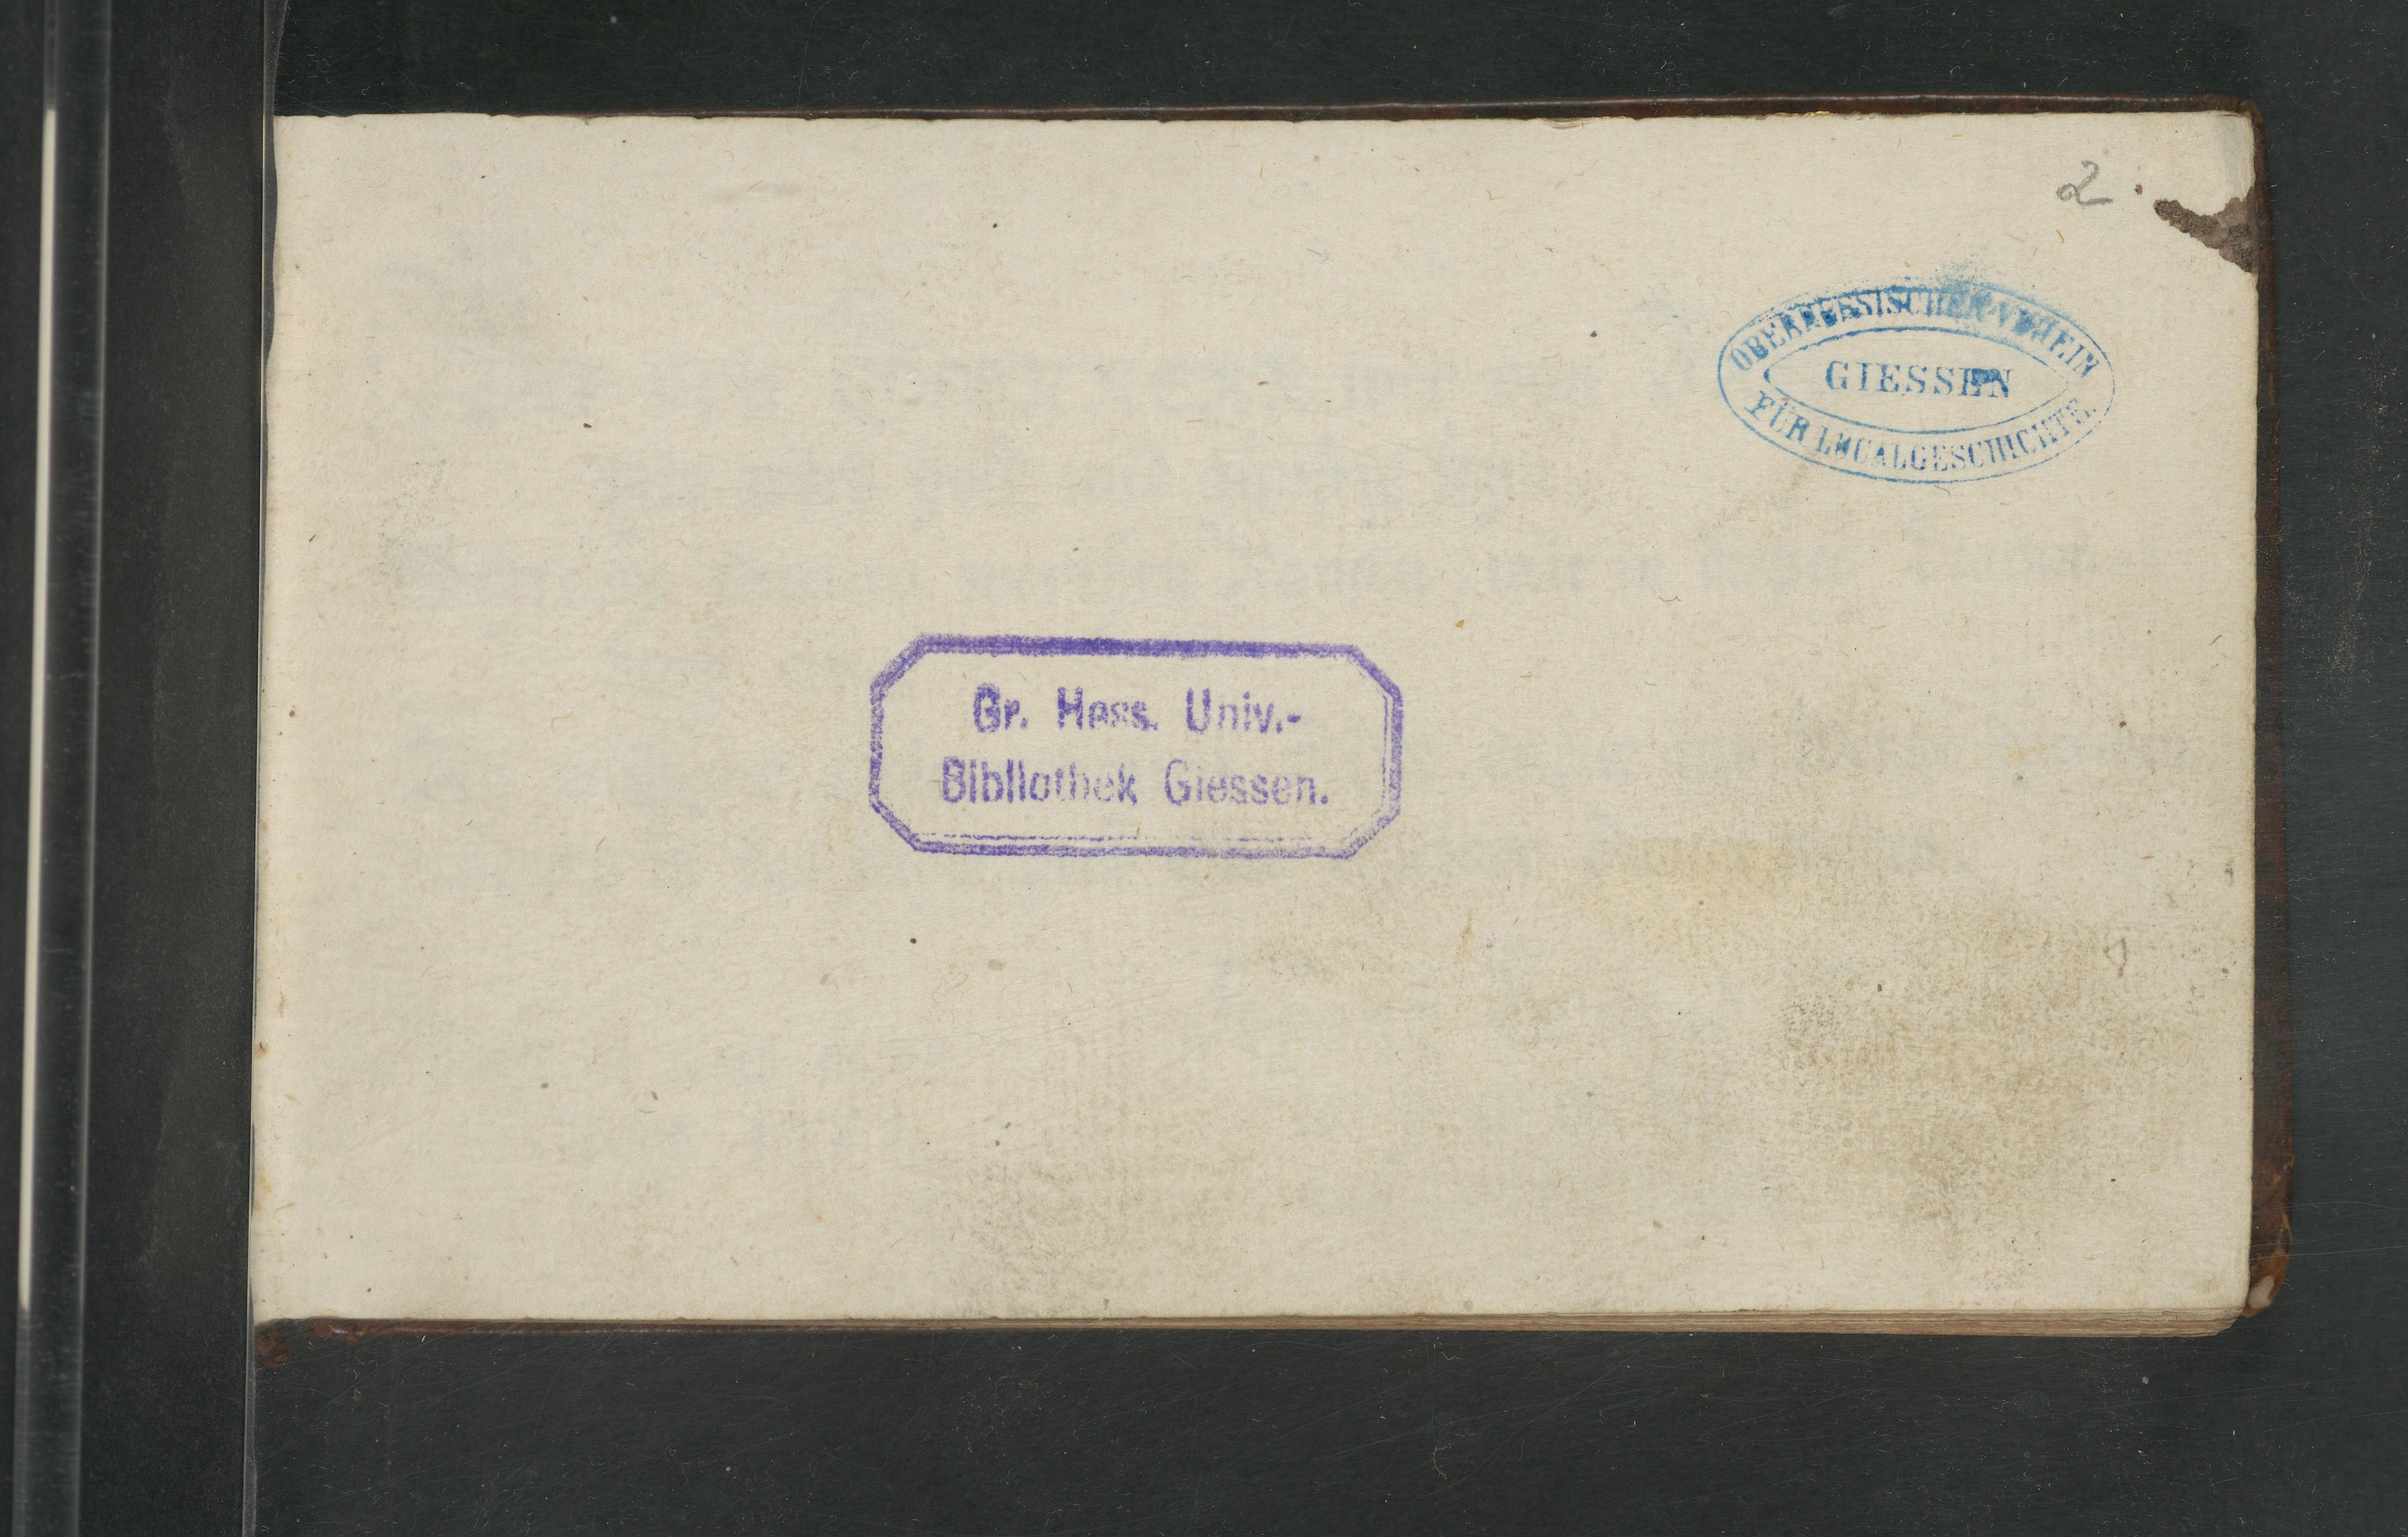 2
OBERHESSISCHER VEREIN
GIESSEN
FÜR LOCALGESCHICHTE.
Gr. Hess. Univ.-
Bibliothek Giessen.